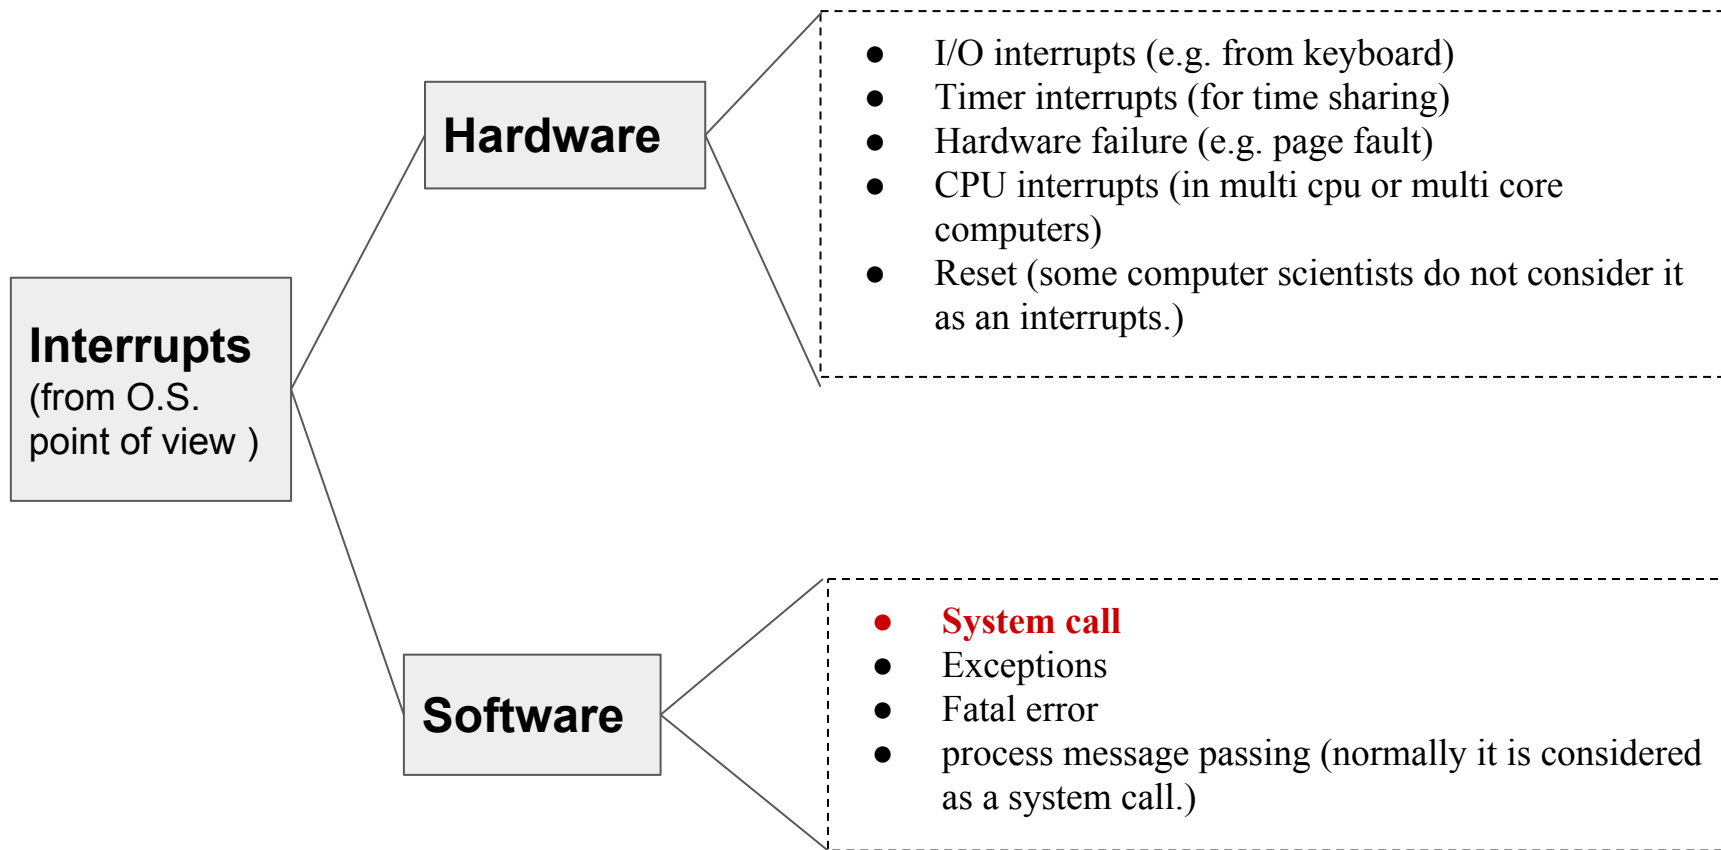 ● I/O interrupts (e.g. from keyboard)
● Timer interrupts (for time sharing)
● Hardware failure (e.g. page fault)
● CPU interrupts (in multi cpu or multi core
computers)
● Reset (some computer scientists do not consider it
as an interrupts.)
Hardware
Interrupts
(from O.S.
point of view )
Software
● System call
● Exceptions
● Fatal error
● process message passing (normally it is considered
as a system call.)